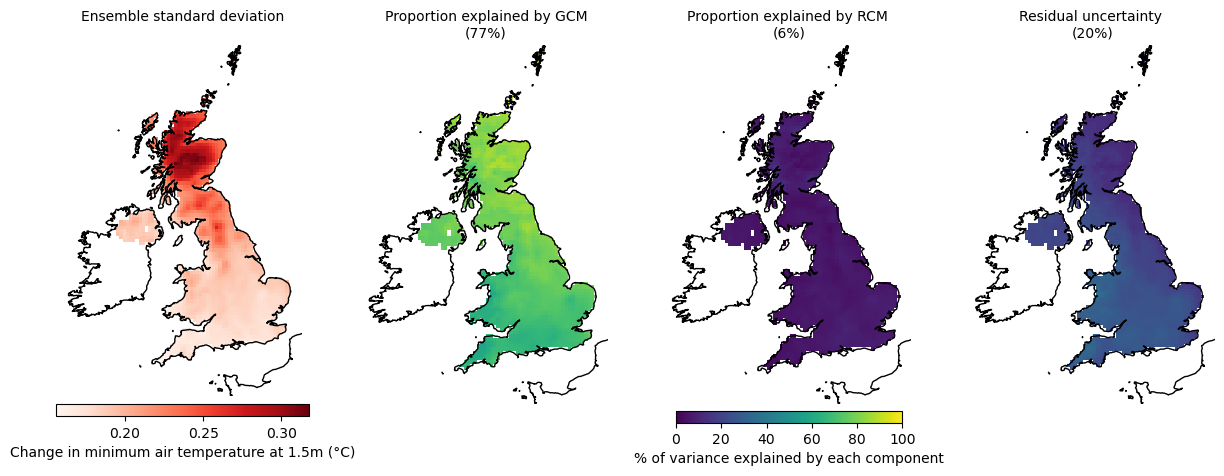 Ensemble standard deviation
Proportion explained by GCM
(77%)
Proportion explained by RCM
(6%)
Residual uncertainty
(20%)
0.20 0.25 0.30
Change in minimum air temperature at 1.5m (°C)
0 20 40 60 80 100
% of variance explained by each component